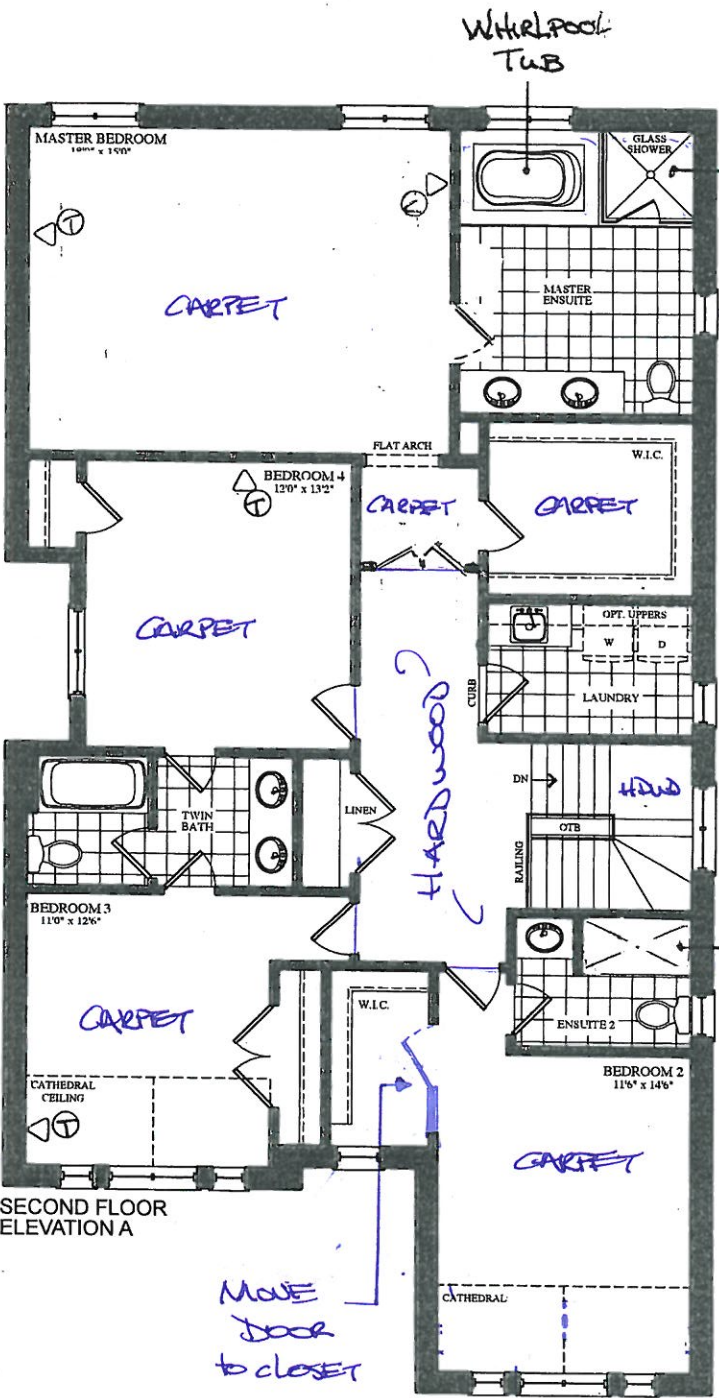 WHIRLPOOL
TUB
MASTER BEDROOM
GLASS
SHOWER
T
T
CARPET
MASTER
ENSUITE
FLAT ARCH
W.I.C.
BEDROOM 4
12'0" x 13'2"
T
CARPET
CARPET
CARPET
OPT. UPPERS
W
D
CURB
LAUNDRY
HARDWOOD
DN
HDWD
LINEN
TWIN
BATH
OTB
RAILING
BEDROOM 3
11'0" x 12'6"
CARPET
W.I.C.
ENSUITE 2
BEDROOM 2
11'6" x 14'6"
CATHEDRAL
CEILING
T
CARPET
SECOND FLOOR
ELEVATION A
MOVE
DOOR
to CLOSET
CATHEDRAL